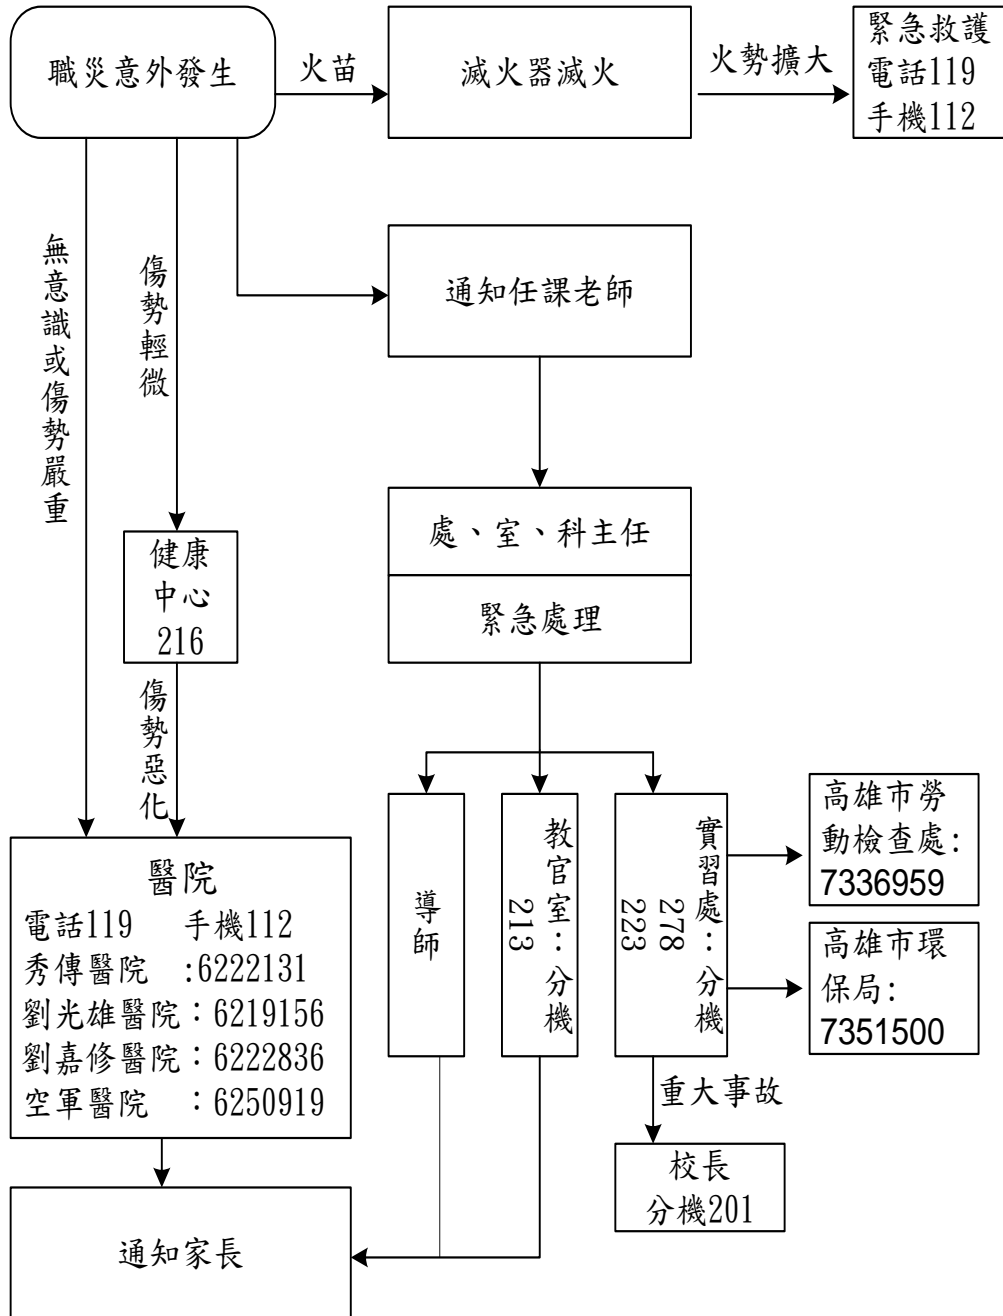 職災意外發生
火苗
滅火器滅火
火勢擴大
緊急救護
電話119
手機112
無意識或傷勢嚴重
傷勢輕微
通知任課老師
處、室、科主任
緊急處理
健康
中心
216
傷勢惡化
醫院
電話119 手機112
秀傳醫院 :6222131
劉光雄醫院：6219156
劉嘉修醫院：6222836
空軍醫院 ：6250919
導師
教官室：分機
213
實習處：分機
278
223
高雄市勞
動檢查處:
7336959
高雄市環
保局:
7351500
重大事故
校長
分機201
通知家長